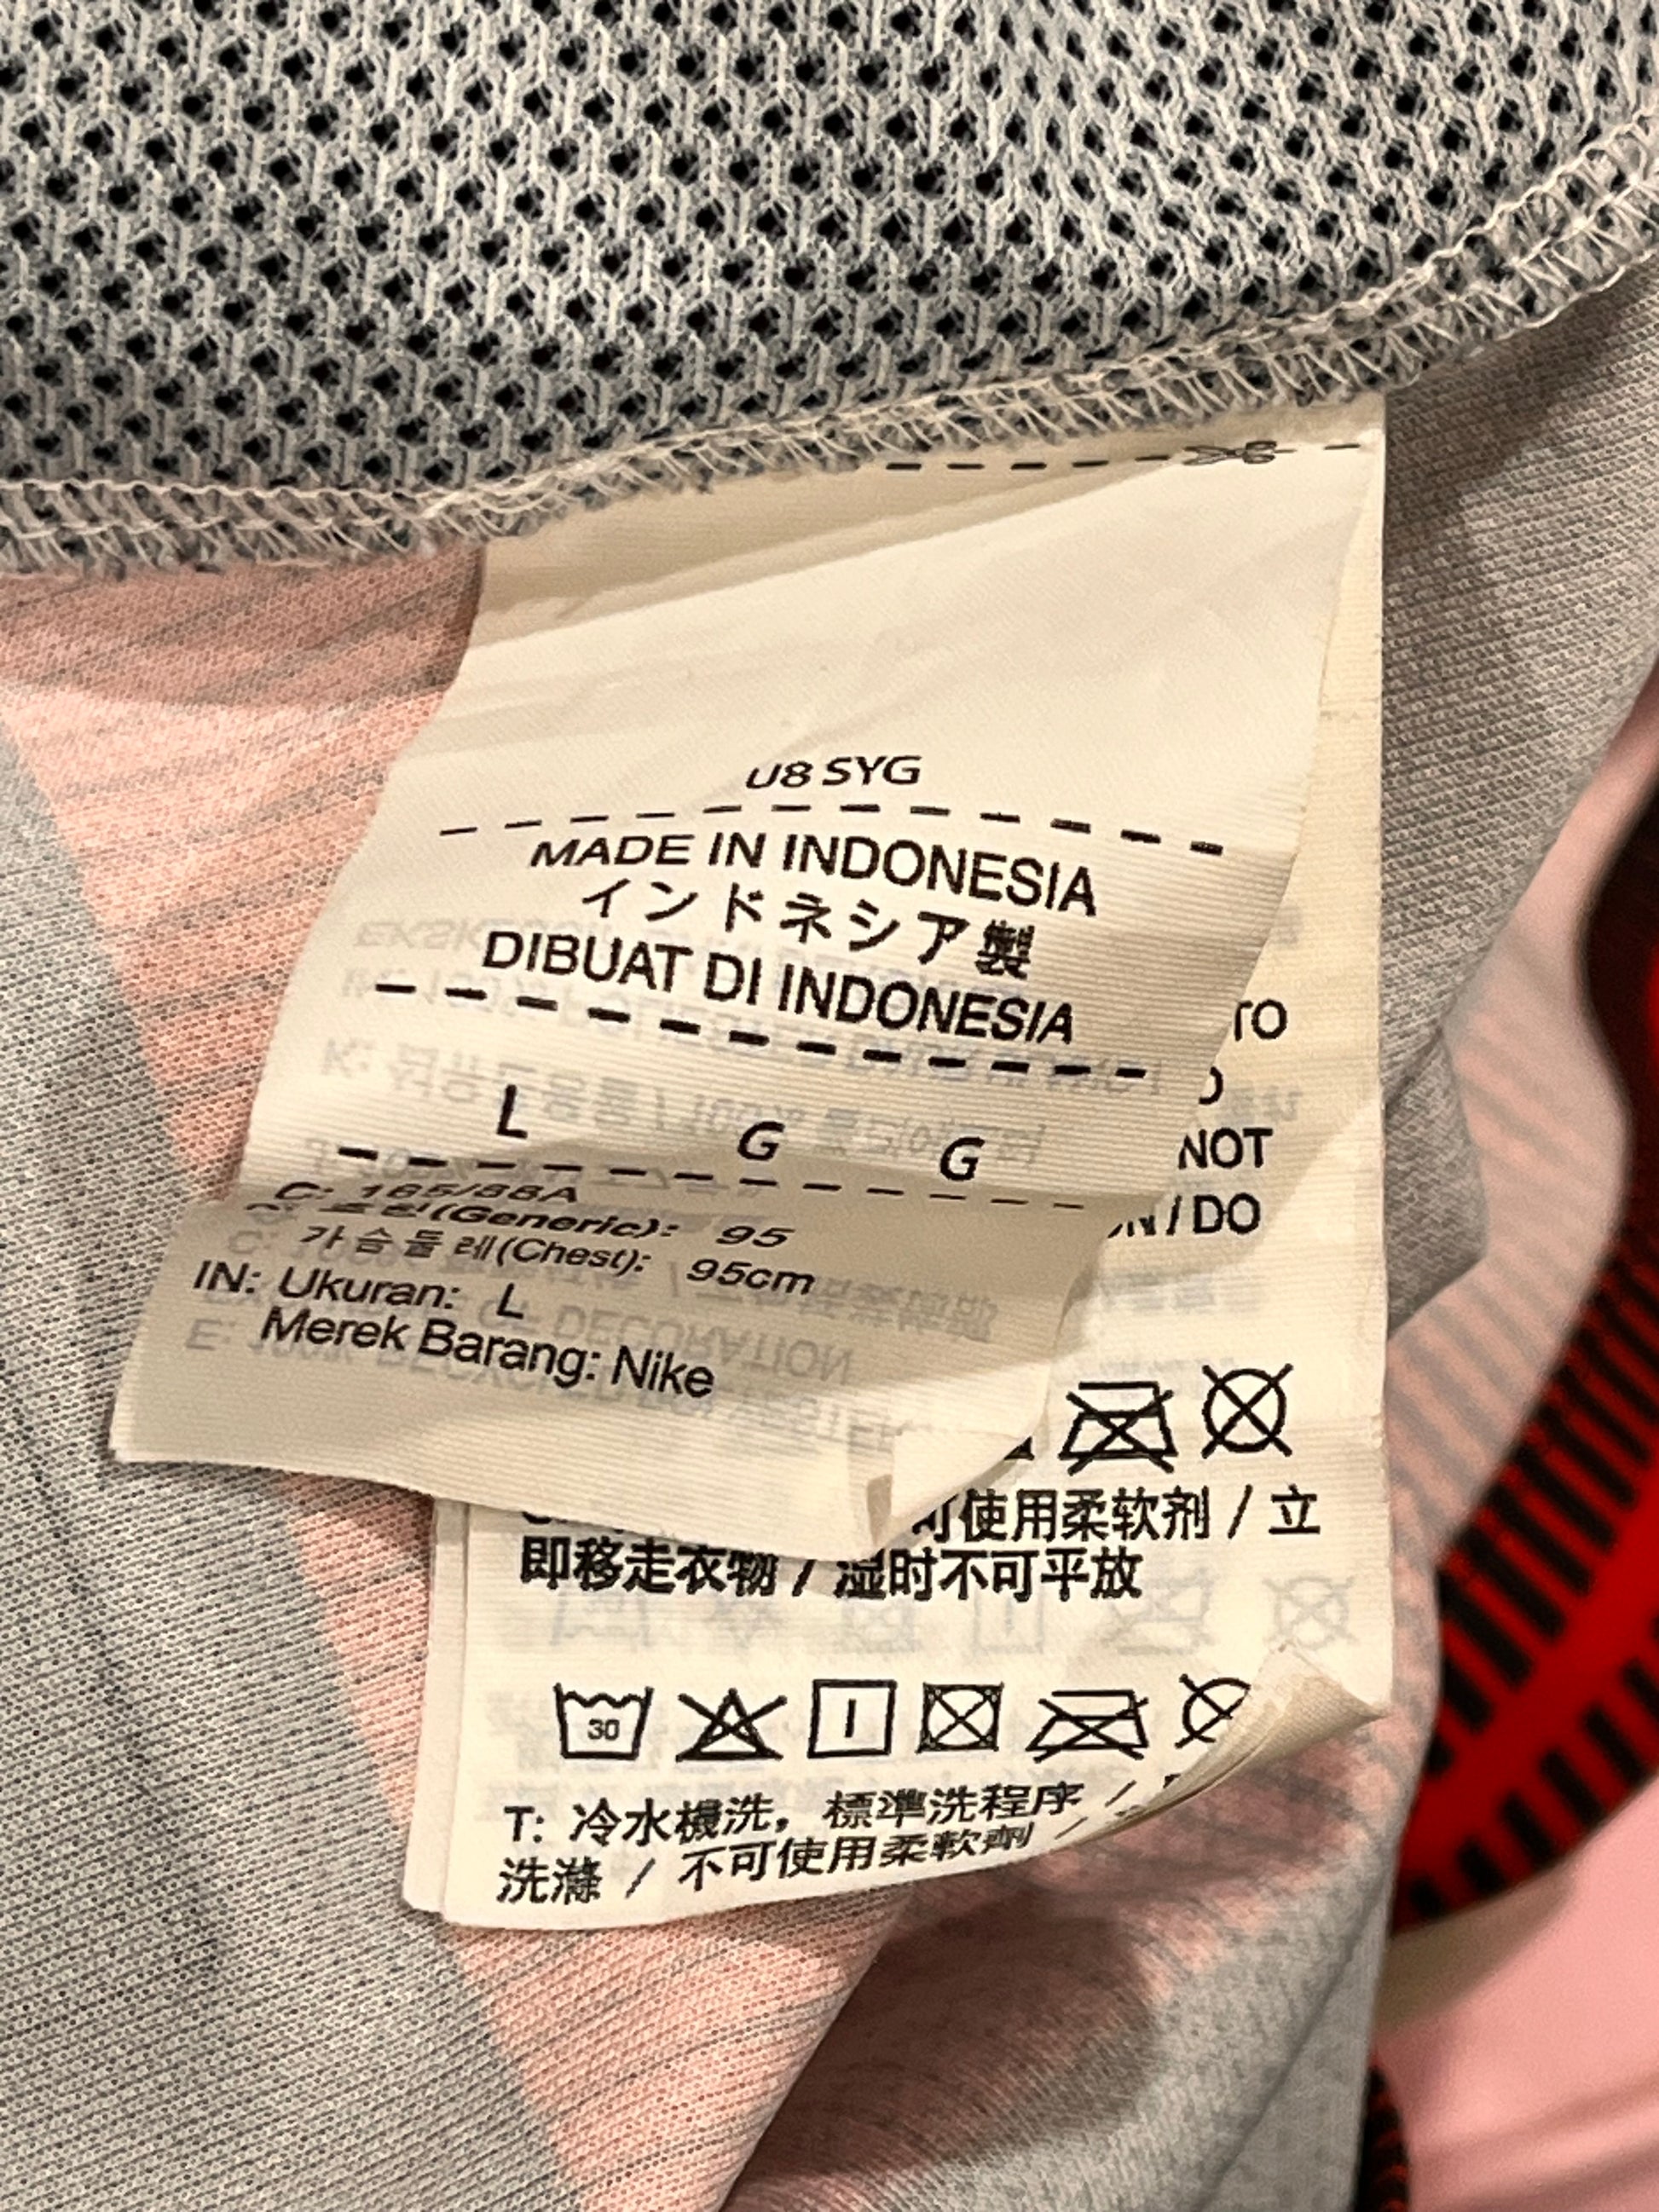 U8 SYG
MADE IN INDONESIA
インドネシア製
DIBUAT DI INDONESIA
L G G
C: 165/88A
(Generic): 95
가슴둘레(Chest): 95cm
IN: Ukuran: L
Merek Barang: Nike
TO
NOT
/ DO
可使用柔软剂 / 立
即移走衣物 / 湿时不可平放
30
T: 冷水機洗，標準洗程序 /
洗滌 / 不可使用柔軟劑 /